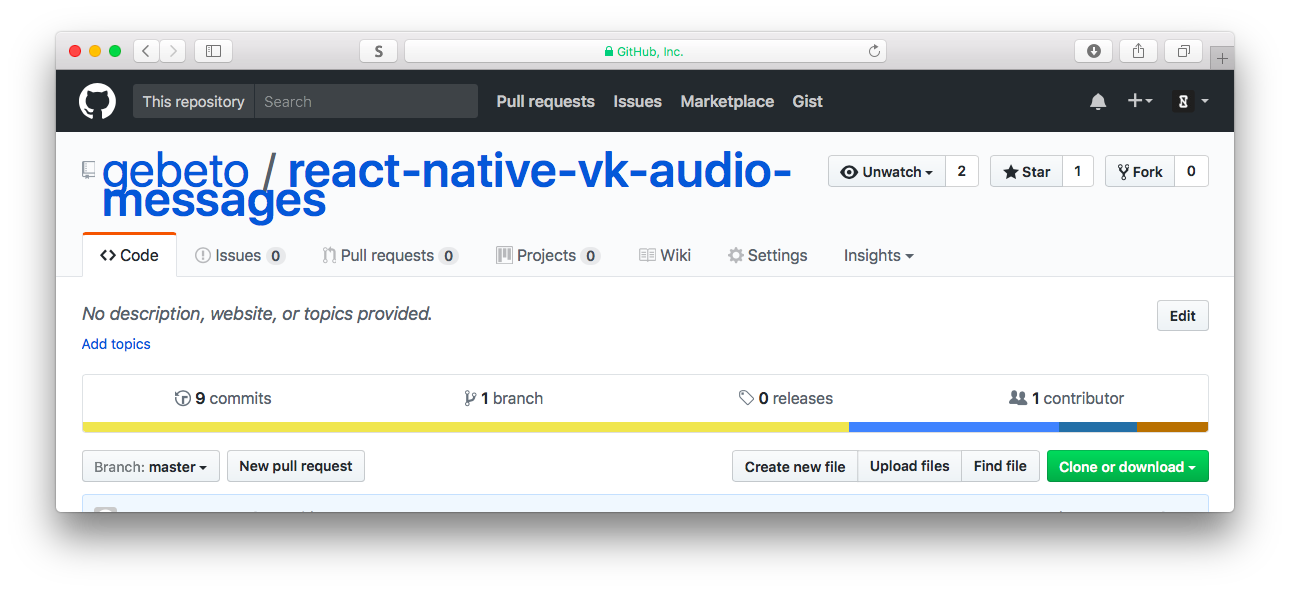 S
GitHub, Inc.
This repository Search Pull requests Issues Marketplace Gist
gebeto / react-native-vk-audio-
messages
Unwatch 2 Star 1 Fork 0
Code Issues 0 Pull requests 0 Projects 0 Wiki Settings Insights
No description, website, or topics provided.
Edit
Add topics
9 commits 1 branch 0 releases 1 contributor
Branch: master New pull request Create new file Upload files Find file Clone or download